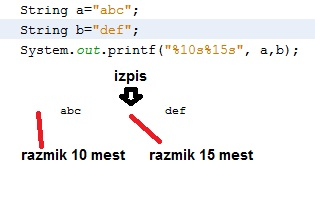 String a="abc";
String b="def";
System.out.printf("%10s%15s", a,b);
izpis
abc def
razmik 10 mest razmik 15 mest